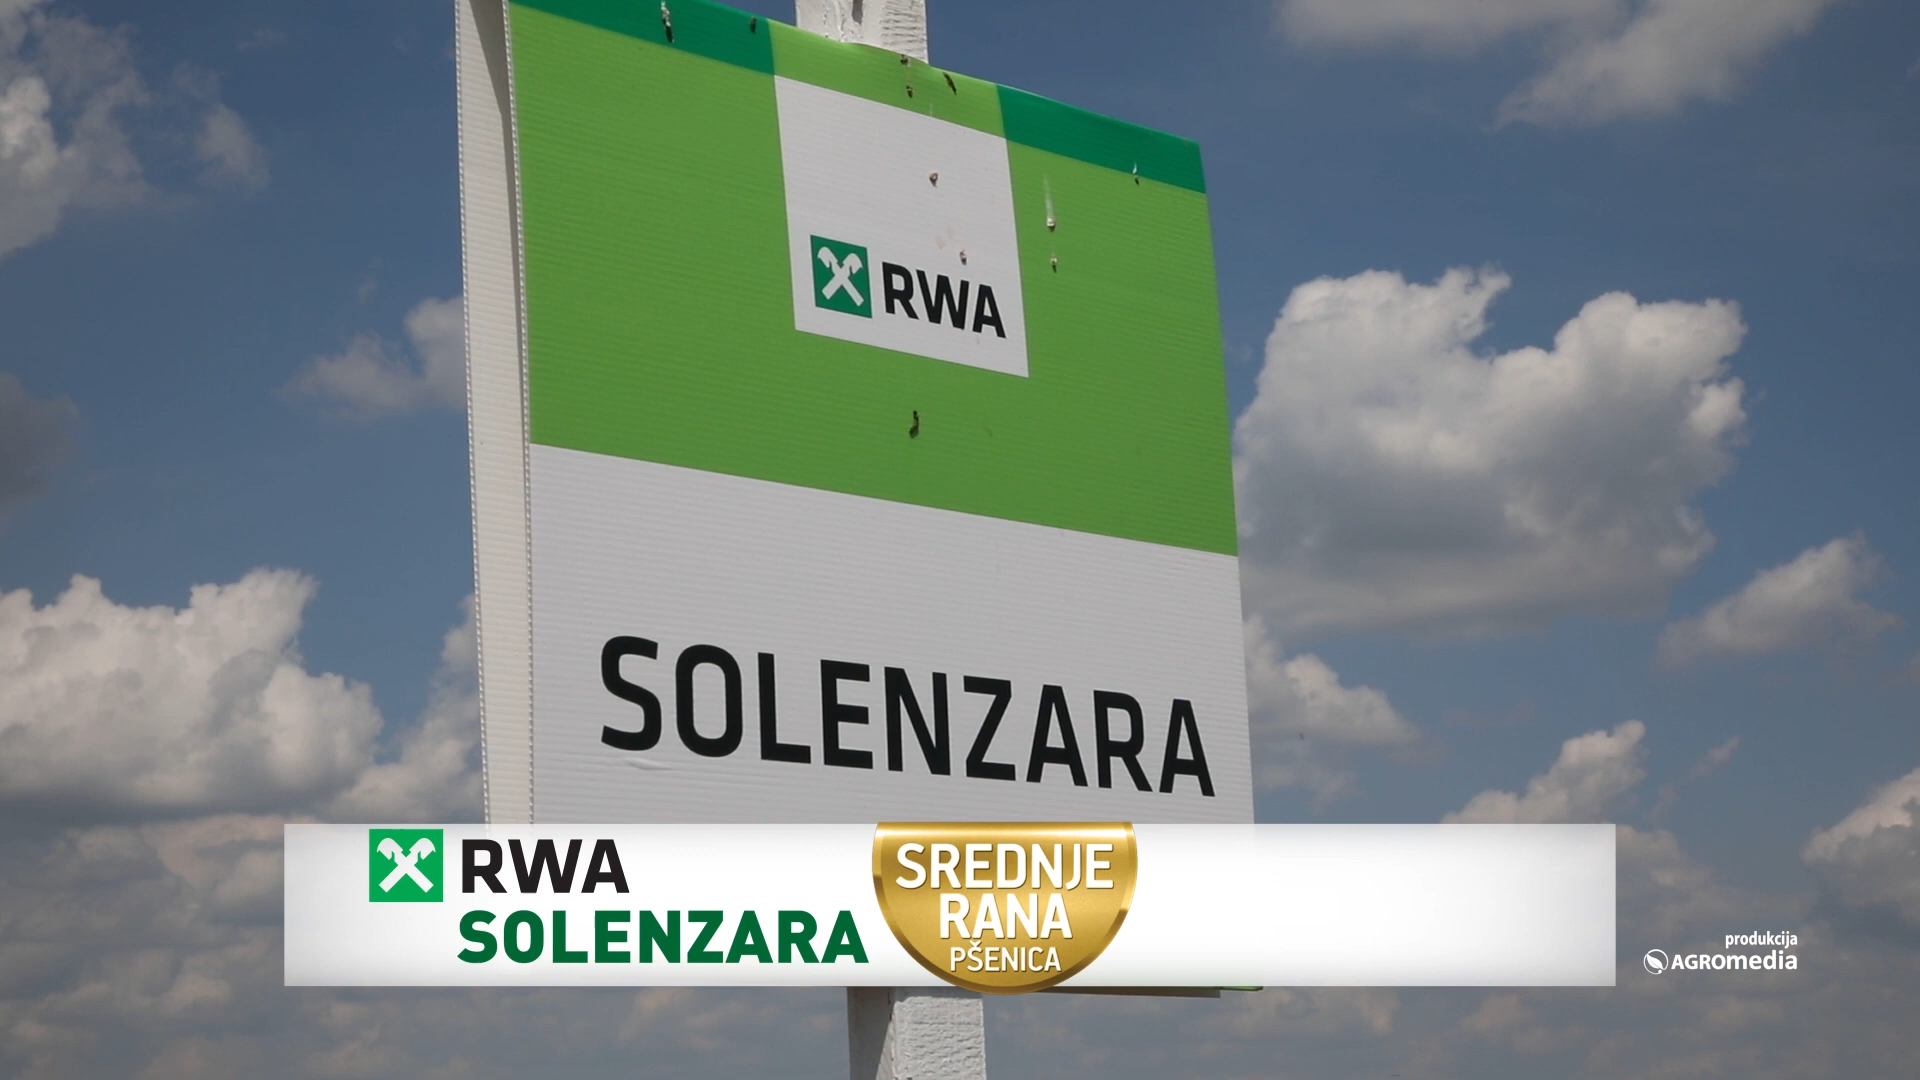 RWA
SOLENZARA
RWA
SOLENZARA
SREDNJE
RANA
PŠENICA
produkcija
AGROmedia